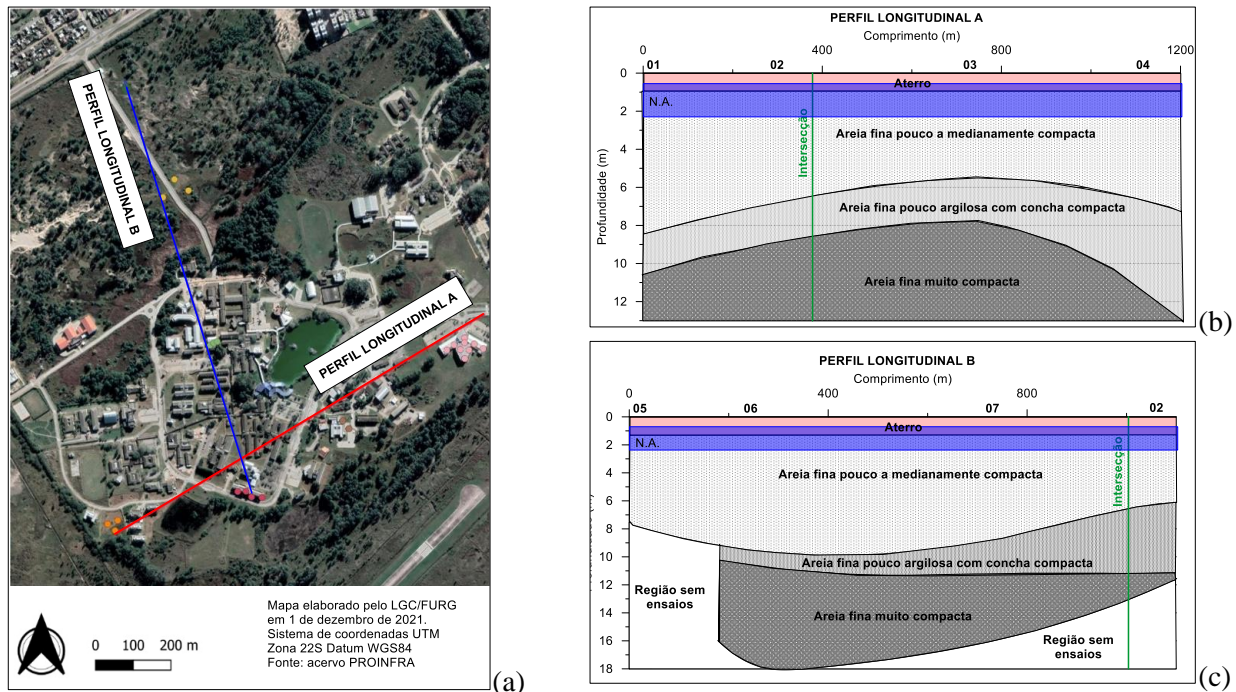 PERFIL LONGITUDINAL B
PERFIL LONGITUDINAL A
Mapa elaborado pelo LGC/FURG
em 1 de dezembro de 2021.
Sistema de coordenadas UTM
Zona 22S Datum WGS84
Fonte: acervo PROINFRA
0 100 200 m
(a)
PERFIL LONGITUDINAL A
Comprimento (m)
0 400 800 1200
01 02 03 04
0
2
4
6
8
10
12
Profundidade (m)
Aterro
N.A.
Intersecção
Areia fina pouco a medianamente compacta
Areia fina pouco argilosa com concha compacta
Areia fina muito compacta
(b)
PERFIL LONGITUDINAL B
Comprimento (m)
0 400 800
05 06 07 02
0
2
4
6
8
10
12
14
16
18
Aterro
N.A.
Intersecção
Areia fina pouco a medianamente compacta
Areia fina pouco argilosa com concha compacta
Região sem
ensaios
Areia fina muito compacta
Região sem
ensaios
(c)